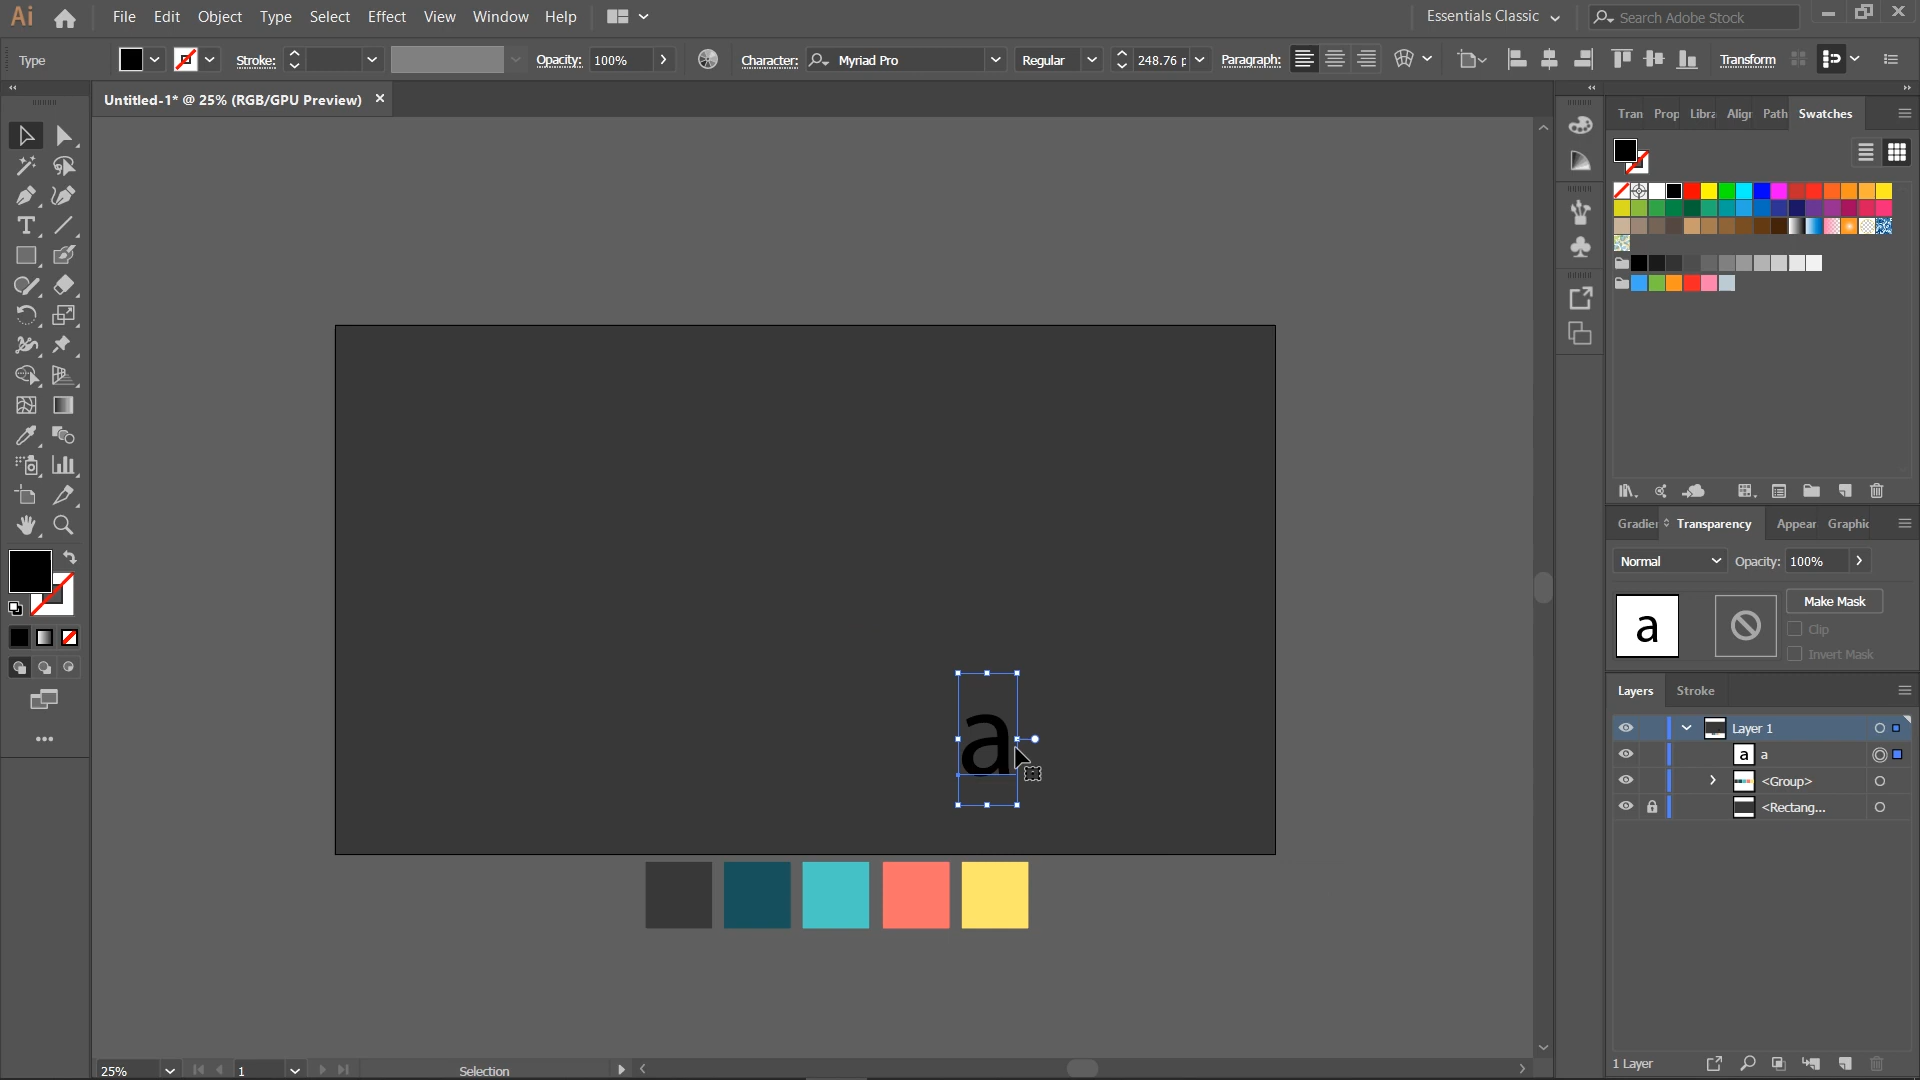 Ai File Edit Object Type Select Effect View Window Help Essentials Classic Search Adobe Stock
Type Stroke: Opacity: 100% Character: Myriad Pro Regular 248.76 p Paragraph: Transform
Untitled-1* @ 25% (RGB/GPU Preview)
Tran Prop Libra Align Path Swatches
Gradier Transparency Appear Graphic
Normal Opacity: 100%
Make Mask
Clip
Invert Mask
a
a
Layers Stroke
Layer 1
a a
<Group>
<Rectang...
1 Layer
25% 1 Selection